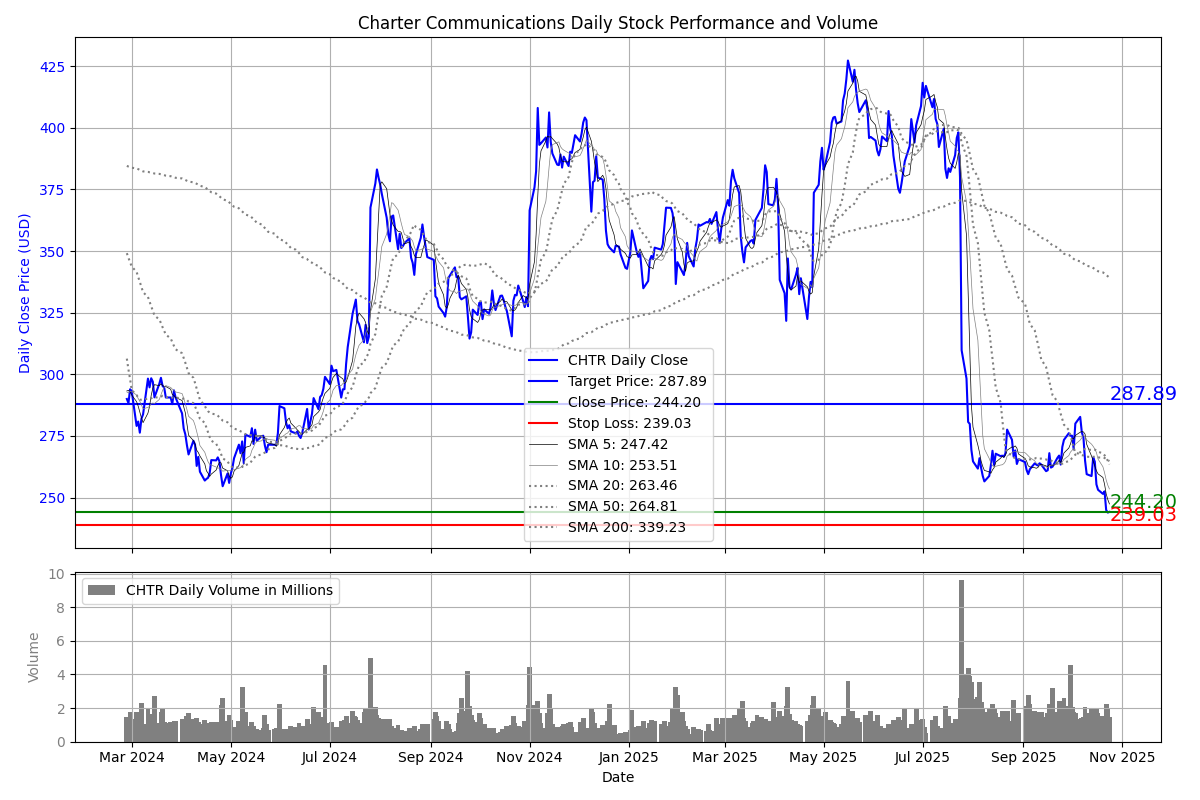 Charter Communications Daily Stock Performance and Volume
Daily Close Price (USD)
425
400
375
350
325
300
275
250
287.89
244.20
239.03
CHTR Daily Close
Target Price: 287.89
Close Price: 244.20
Stop Loss: 239.03
SMA 5: 247.42
SMA 10: 253.51
SMA 20: 263.46
SMA 50: 264.81
SMA 200: 339.23
Volume
10
8
6
4
2
0
CHTR Daily Volume in Millions
Mar 2024 May 2024 Jul 2024 Sep 2024 Nov 2024 Jan 2025 Mar 2025 May 2025 Jul 2025 Sep 2025 Nov 2025
Date